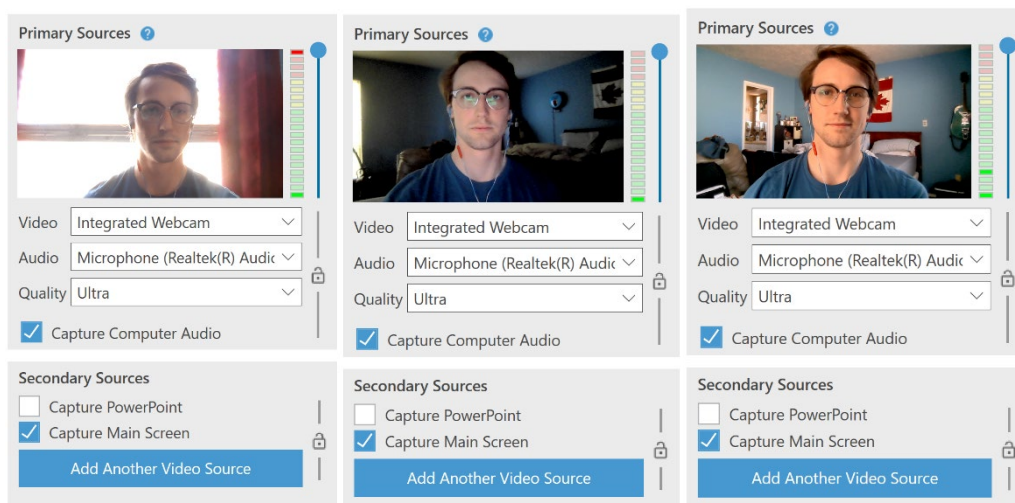 Primary Sources ?
Video Integrated Webcam
Audio Microphone (Realtek(R) Audic
Quality Ultra
Capture Computer Audio
Secondary Sources
Capture PowerPoint
Capture Main Screen
Add Another Video Source
Primary Sources ?
Video Integrated Webcam
Audio Microphone (Realtek(R) Audic
Quality Ultra
Capture Computer Audio
Secondary Sources
Capture PowerPoint
Capture Main Screen
Add Another Video Source
Primary Sources ?
Video Integrated Webcam
Audio Microphone (Realtek(R) Audic
Quality Ultra
Capture Computer Audio
Secondary Sources
Capture PowerPoint
Capture Main Screen
Add Another Video Source